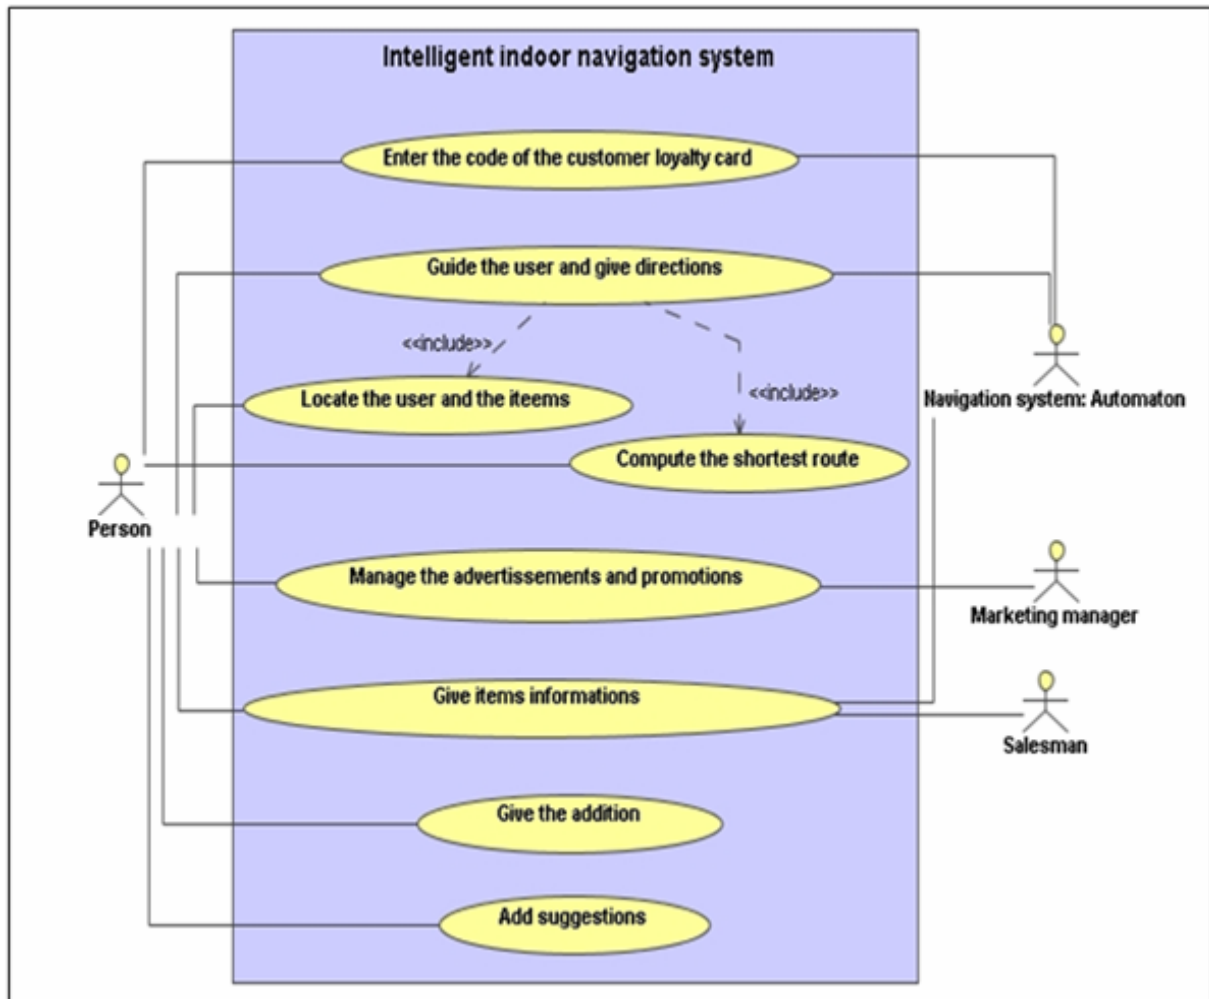 Intelligent indoor navigation system
Enter the code of the customer loyalty card
Guide the user and give directions
<<include>>
Locate the user and the iteems
<<include>>
Navigation system: Automaton
Compute the shortest route
Person
Manage the advertissements and promotions
Marketing manager
Give items informations
Salesman
Give the addition
Add suggestions